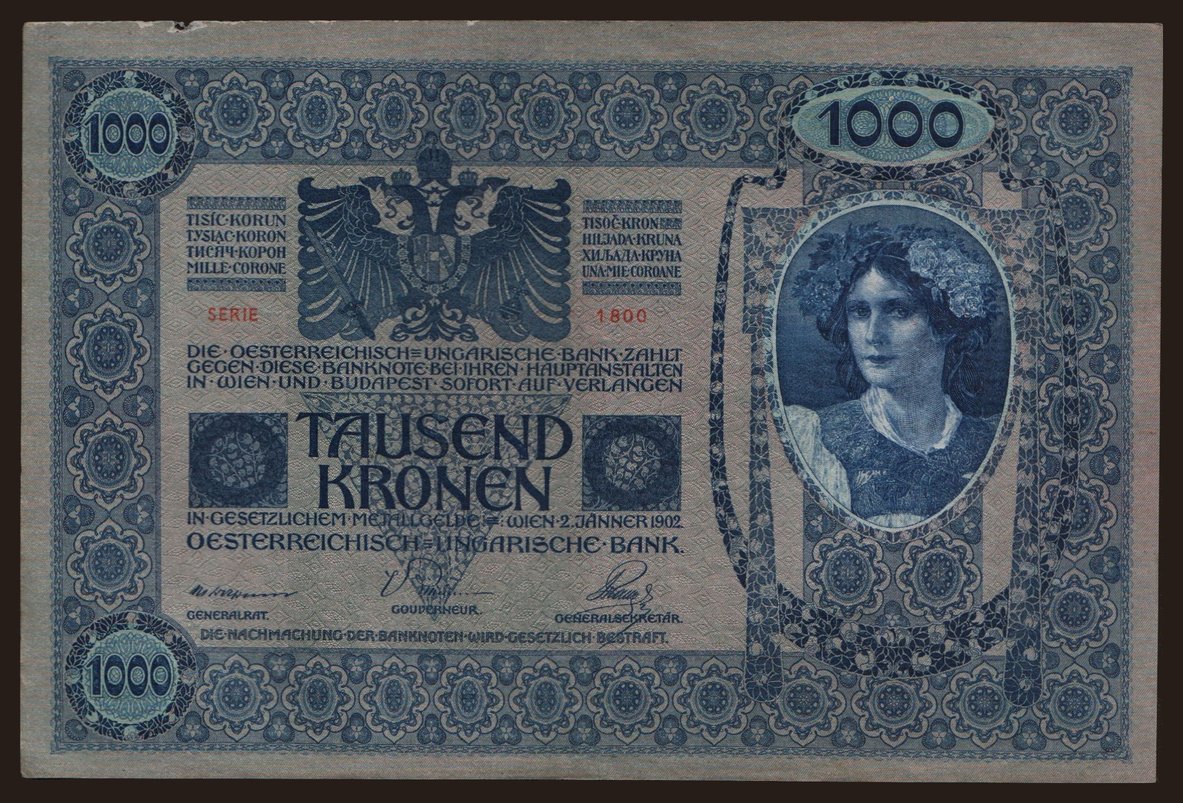 1000
1000
TISÍC·KORUN
TYSIĄC·KORON
ТИСЯЧ·КОРОН
MILLE·CORONE
TISOČ·KRON
HILJADA·KRUNA
ХИЉАДА·КРУНА
UNA·MIE·COROANE
SERIE 1800
DIE·OESTERREICHISCH=UNGARISCHE·BANK·ZAHLT
GEGEN·DIESE·BANKNOTE·BEI·IHREN·HAUPTANSTALTEN
IN·WIEN·UND·BUDAPEST·SOFORT·AUF·VERLANGEN
TAUSEND
KRONEN
IN·GESETZLICHEM·METALLGELDE=:WIEN·2.JÄNNER 1902
OESTERREICHISCH=UNGARISCHE·BANK.
GENERALRAT.
GOUVERNEUR.
GENERALSEKRETÄR.
DIE·NACHMACHUNG·DER·BANKNOTEN·WIRD·GESETZLICH·BESTRAFT.
1000